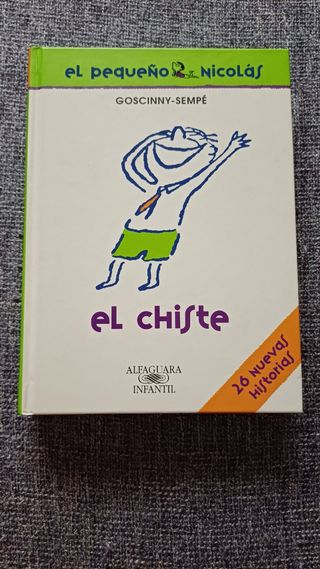 el pequeño Nicolás
GOSCINNY-SEMPÉ
el chiste
ALFAGUARA
INFANTIL
26 nuevas
historias